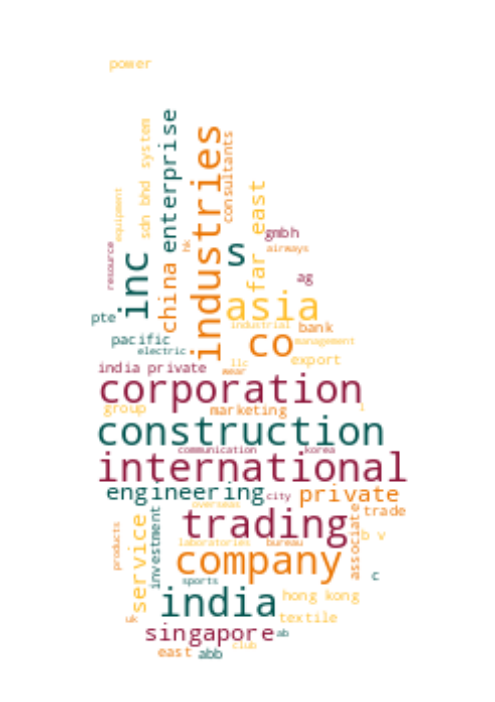 power
enterprise
system
industries
consultants
sdn bhd
equipment
far east
gmbh
hk
s
airways
resource
inc
china
ag
asia
pte
industrial
bank
pacific
co
management
electric
export
india private
llc
wear
corporation
group
marketing
l
construction
communication
korea
international
engineering
city
private
overseas
trading
trade
associate
products
service
investment
laboratories
bureau
b v
company
c
sports
india
hong kong
uk
textile
singapore
ab
east
abb
club